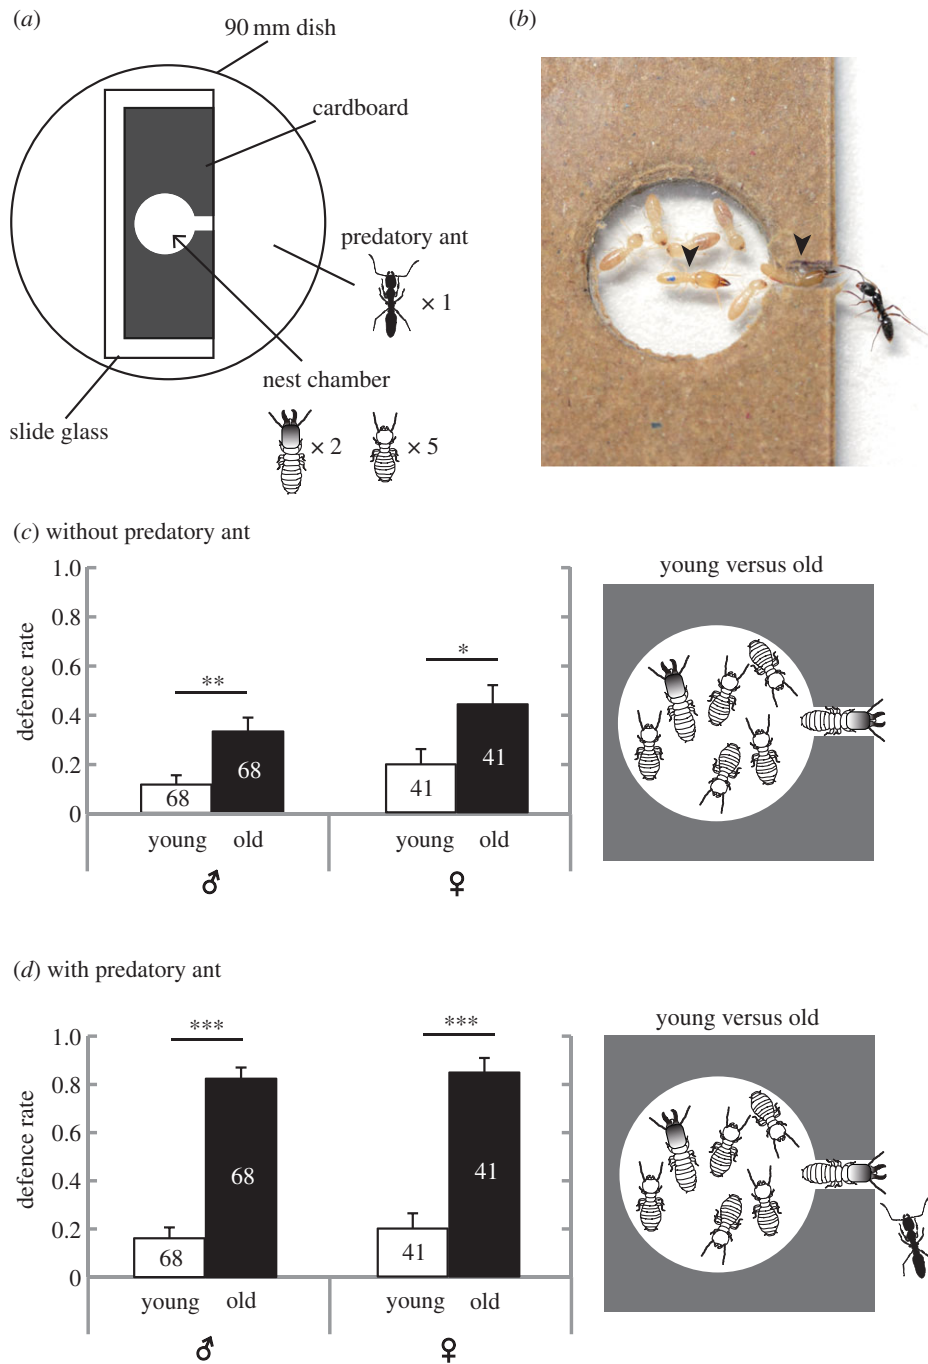 (a)
90 mm dish
cardboard
predatory ant
× 1
nest chamber
slide glass
× 2
× 5
(b)
(c) without predatory ant
defence rate
1.0
0.8
0.6
0.4
0.2
0
**
*
68
68
41
41
young
old
young
old
♂
♀
young versus old
(d) with predatory ant
defence rate
1.0
0.8
0.6
0.4
0.2
0
***
***
68
68
41
41
young
old
young
old
♂
♀
young versus old